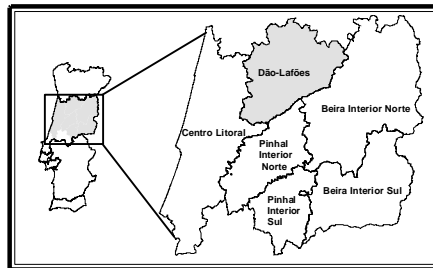 Dão-Lafões
Beira Interior Norte
Centro Litoral
Pinhal
Interior
Norte
Beira Interior Sul
Pinhal
Interior
Sul